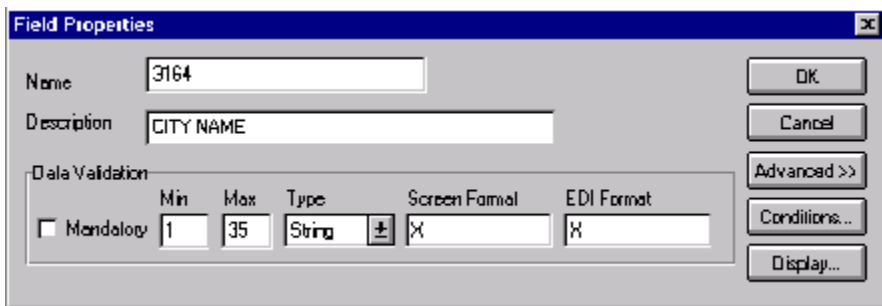 Field Properties
Name 3164
Description CITY NAME
Data Validation
Min Max Type Screen Format EDI Format
Mandatory 1 35 String X X
OK
Cancel
Advanced >>
Conditions...
Display...